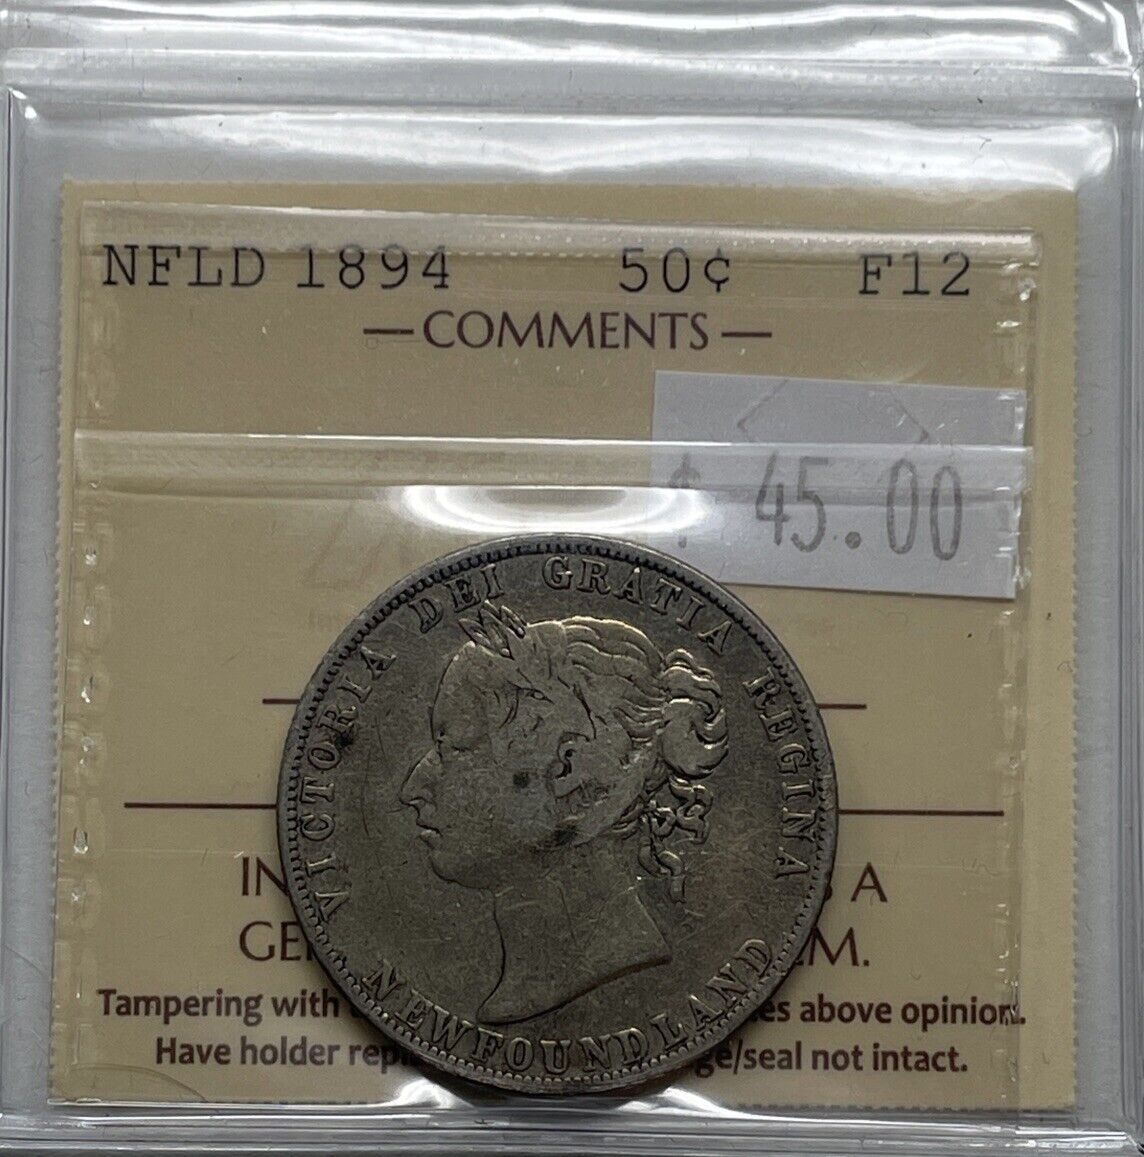 NFLD 1894 50¢ F12
— COMMENTS —
$ 45.00
VICTORIA DEI GRATIA REGINA
NEWFOUNDLAND
IN A
GE M.
Tampering with es above opinion.
Have holder repl ge/seal not intact.